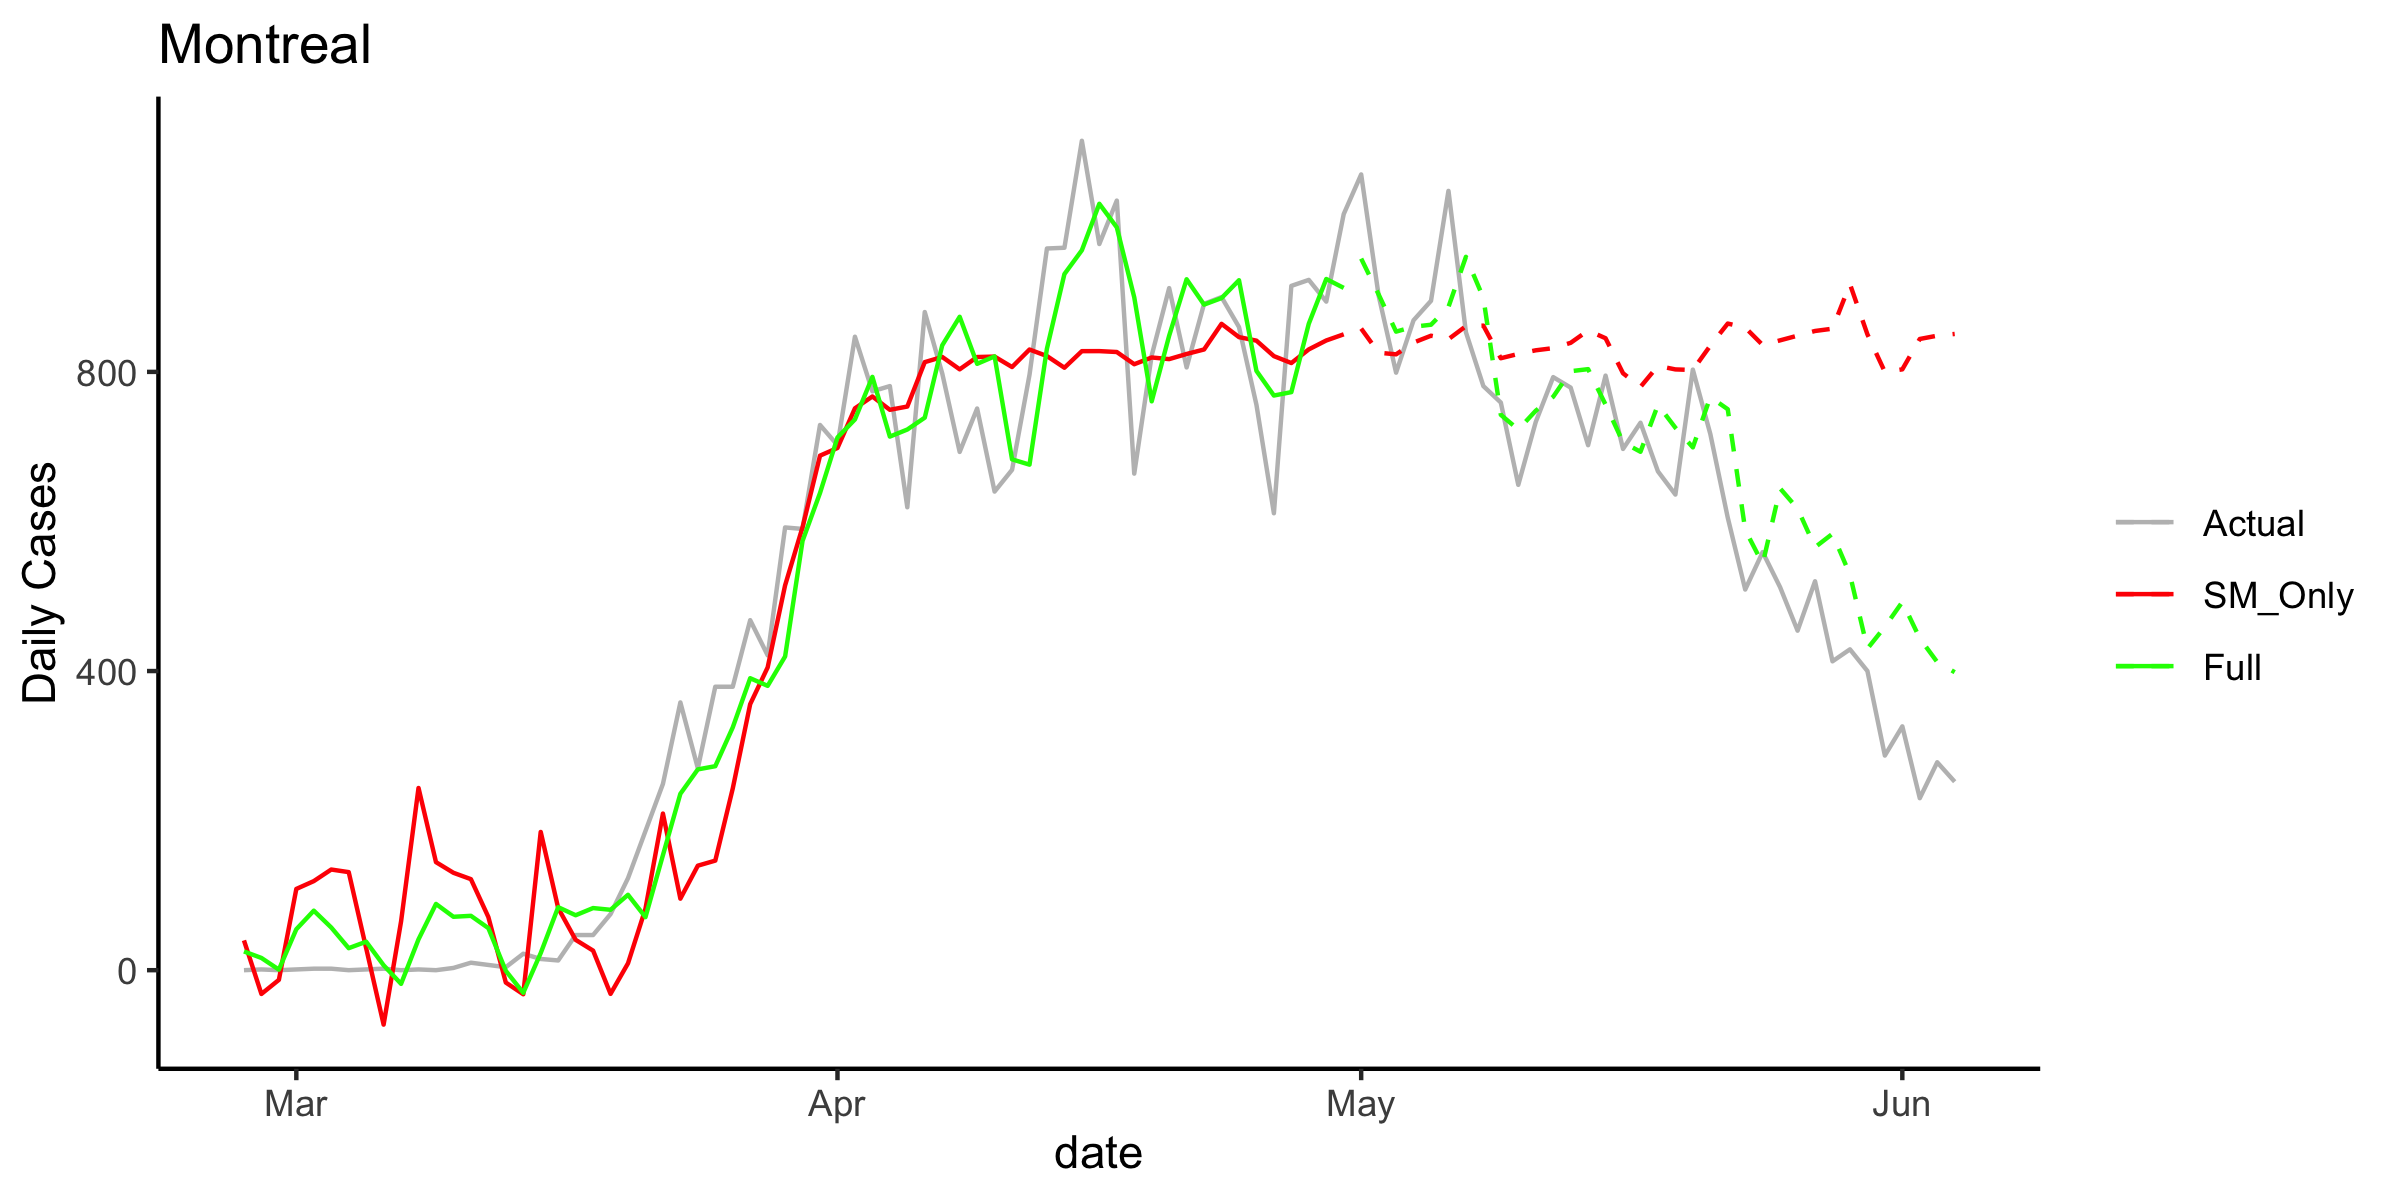 Montreal
Daily Cases
800
400
0
Mar
Apr
May
Jun
date
Actual
SM_Only
Full